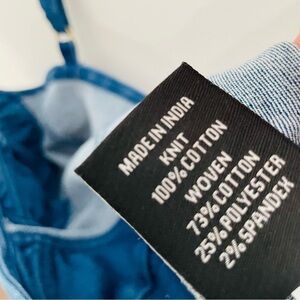 MADE IN INDIA
KNIT
100%COTTON
WOVEN
73%COTTON
25%POLYESTER
2%SPANDEX